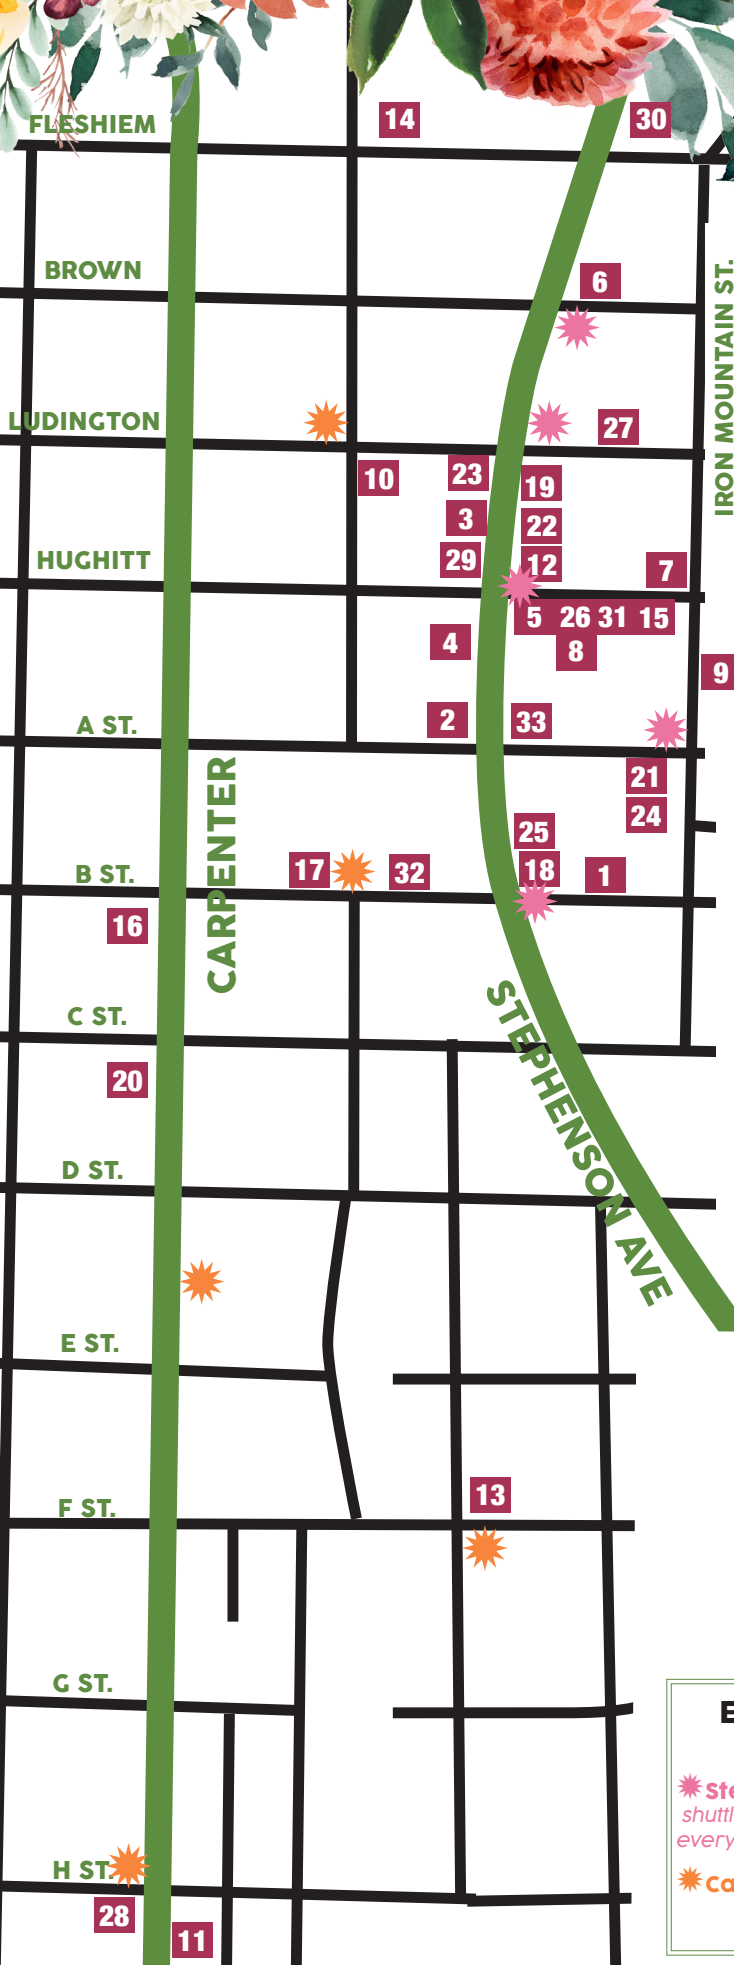 14
30
FLESHIEM
BROWN
6
IRON MOUNTAIN ST.
LUDINGTON
27
10
23
19
3
22
HUGHITT
29
12
7
5 26 31 15
4
8
9
2
33
A ST.
21
CARPENTER
24
25
B ST.
17
32
18
1
16
C ST.
STEPHENSON AVE
20
D ST.
E ST.
13
F ST.
G ST.
H ST.
28
11